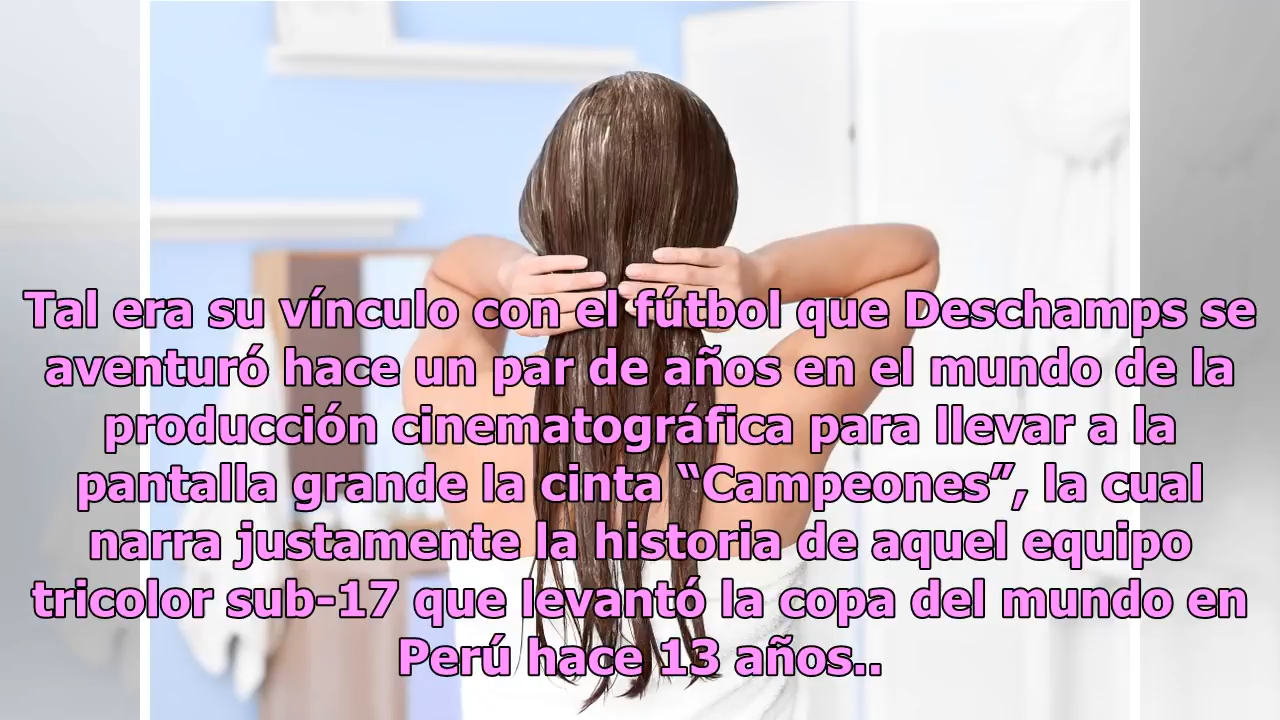 Tal era su vínculo con el fútbol que Deschamps se
aventuró hace un par de años en el mundo de la
producción cinematográfica para llevar a la
pantalla grande la cinta “Campeones”, la cual
narra justamente la historia de aquel equipo
tricolor sub-17 que levantó la copa del mundo en
Perú hace 13 años..